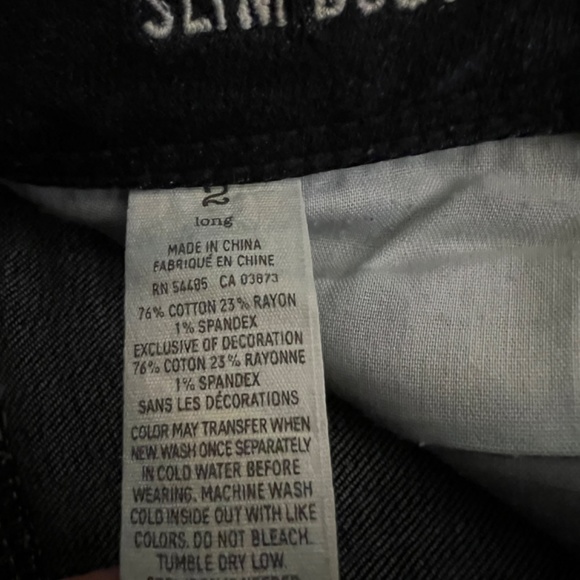 SLIM
2
long
MADE IN CHINA
FABRIQUÉ EN CHINE
RN 54485 CA 03873
76% COTTON 23% RAYON
1% SPANDEX
EXCLUSIVE OF DECORATION
76% COTON 23% RAYONNE
1% SPANDEX
SANS LES DÉCORATIONS
COLOR MAY TRANSFER WHEN
NEW. WASH ONCE SEPARATELY
IN COLD WATER BEFORE
WEARING. MACHINE WASH
COLD INSIDE OUT WITH LIKE
COLORS. DO NOT BLEACH.
TUMBLE DRY LOW.